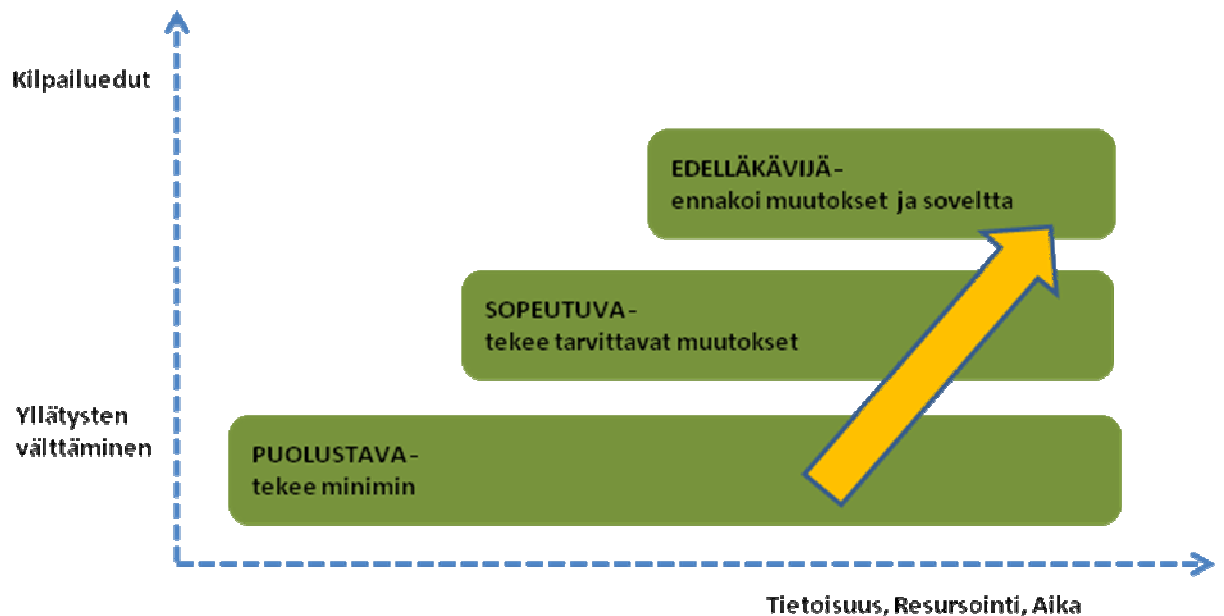 Kilpailuedut
EDELLÄKÄVIJÄ -
ennakoi muutokset ja soveltta
SOPEUTUVA -
tekee tarvittavat muutokset
Yllätysten
välttäminen
PUOLUSTAVA -
tekee minimin
Tietoisuus, Resursointi, Aika